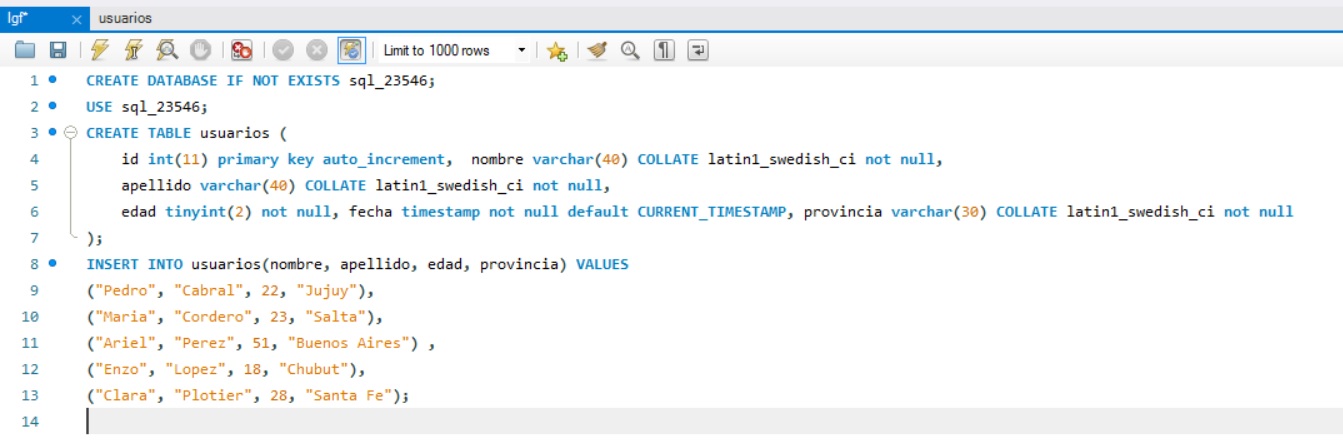 lgf* × usuarios
Limit to 1000 rows
1 CREATE DATABASE IF NOT EXISTS sql_23546;
2 USE sql_23546;
3 CREATE TABLE usuarios (
4 id int(11) primary key auto_increment, nombre varchar(40) COLLATE latin1_swedish_ci not null,
5 apellido varchar(40) COLLATE latin1_swedish_ci not null,
6 edad tinyint(2) not null, fecha timestamp not null default CURRENT_TIMESTAMP, provincia varchar(30) COLLATE latin1_swedish_ci not null
7 );
8 INSERT INTO usuarios(nombre, apellido, edad, provincia) VALUES
9 ("Pedro", "Cabral", 22, "Jujuy"),
10 ("Maria", "Cordero", 23, "Salta"),
11 ("Ariel", "Perez", 51, "Buenos Aires") ,
12 ("Enzo", "Lopez", 18, "Chubut"),
13 ("Clara", "Plotier", 28, "Santa Fe");
14